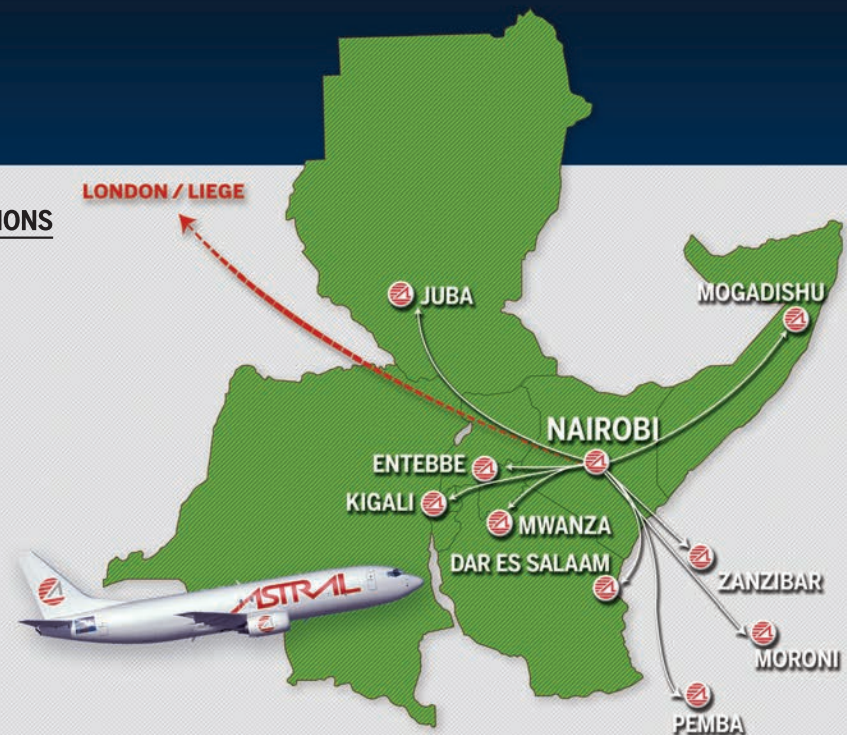 LONDON / LIEGE
IONS
JUBA
MOGADISHU
NAIROBI
ENTEBBE
KIGALI
MWANZA
DAR ES SALAAM
ZANZIBAR
ASTRAL
MORONI
PEMBA